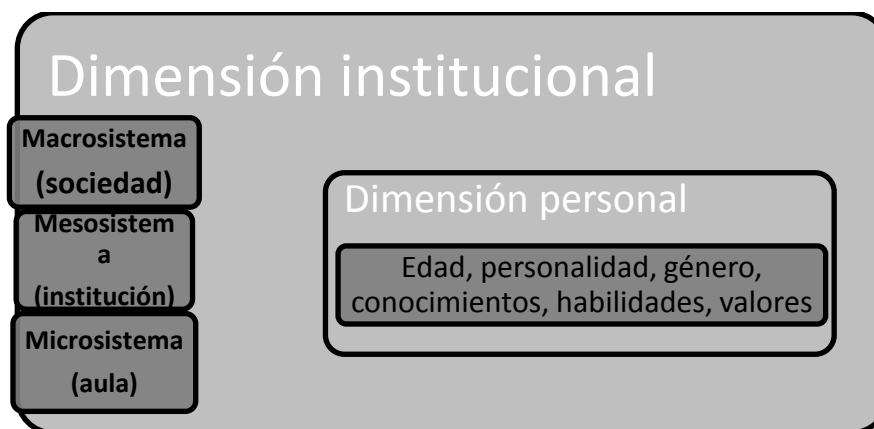 Dimensión institucional
Macrosistema
(sociedad)
Mesosistem
a
(institución)
Microsistema
(aula)
Dimensión personal
Edad, personalidad, género,
conocimientos, habilidades, valores